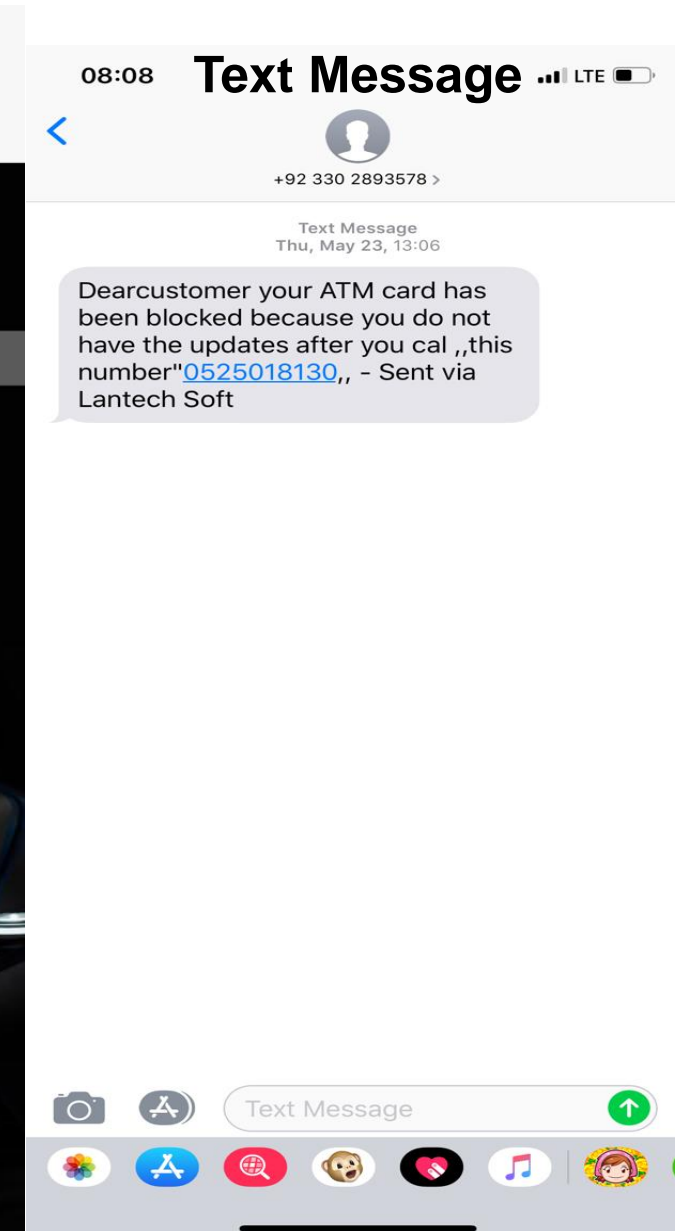 08:08 Text Message LTE
+92 330 2893578 >
Text Message
Thu, May 23, 13:06
Dearcustomer your ATM card has
been blocked because you do not
have the updates after you cal ,,this
number"0525018130,, - Sent via
Lantech Soft
Text Message